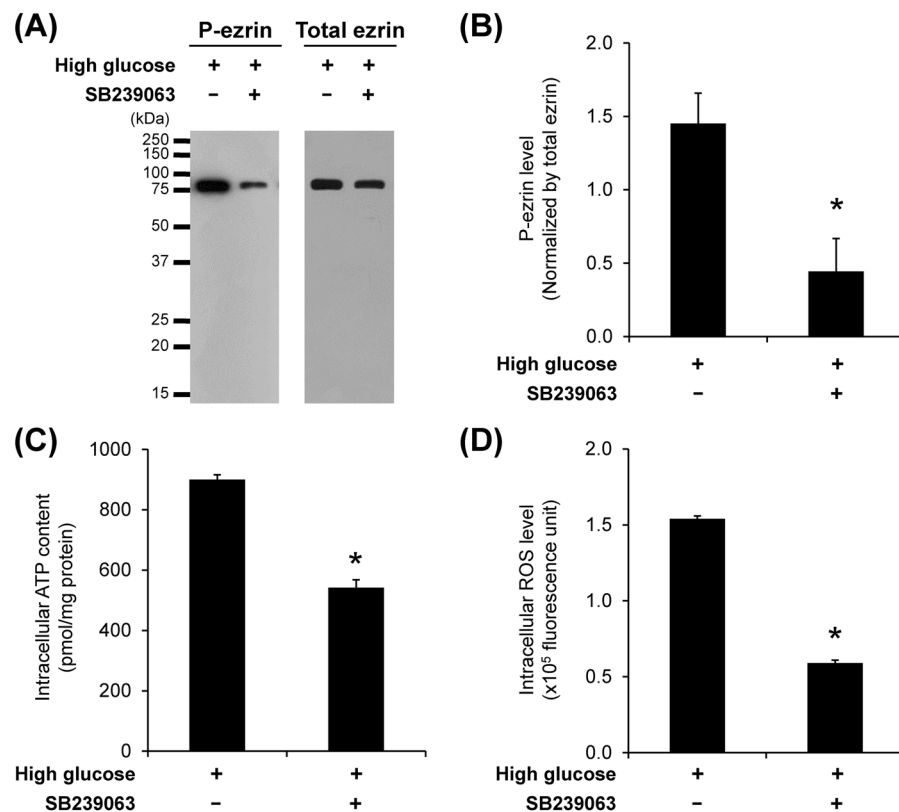 (A)
P-ezrin Total ezrin
High glucose + + + +
SB239063 – + – +
(kDa)
250
150
100
75
50
37
25
20
15
(B)
P-ezrin level
(Normalized by total ezrin)
2.0
1.5
1.0
0.5
0.0
*
High glucose + +
SB239063 – +
(C)
Intracellular ATP content
(pmol/mg protein)
1000
800
600
400
200
0
*
High glucose + +
SB239063 – +
(D)
Intracellular ROS level
(x10⁵ fluorescence unit)
2.0
1.5
1.0
0.5
0.0
*
High glucose + +
SB239063 – +